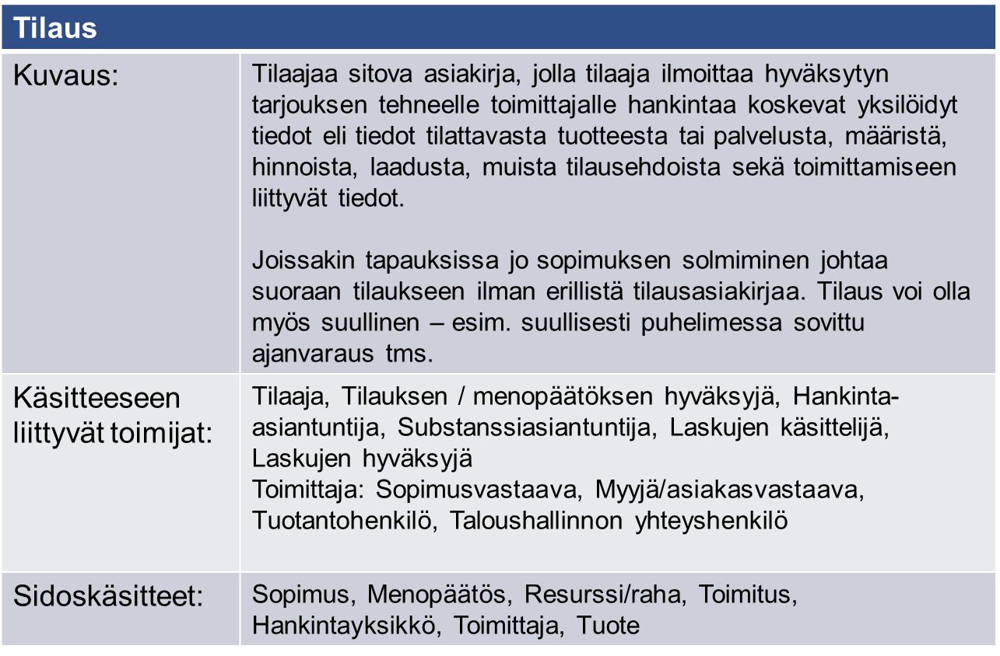 Tilaus
Kuvaus:
Tilaajaa sitova asiakirja, jolla tilaaja ilmoittaa hyväksytyn
tarjouksen tehneelle toimittajalle hankintaa koskevat yksilöidyt
tiedot eli tiedot tilattavasta tuotteesta tai palvelusta, määristä,
hinnoista, laadusta, muista tilausehdoista sekä toimittamiseen
liittyvät tiedot.
Joissakin tapauksissa jo sopimuksen solmiminen johtaa
suoraan tilaukseen ilman erillistä tilausasiakirjaa. Tilaus voi olla
myös suullinen – esim. suullisesti puhelimessa sovittu
ajanvaraus tms.
Käsitteeseen
liittyvät toimijat:
Tilaaja, Tilauksen / menopäätöksen hyväksyjä, Hankinta-
asiantuntija, Substanssiasiantuntija, Laskujen käsittelijä,
Laskujen hyväksyjä
Toimittaja: Sopimusvastaava, Myyjä/asiakasvastaava,
Tuotantohenkilö, Taloushallinnon yhteyshenkilö
Sidoskäsitteet:
Sopimus, Menopäätös, Resurssi/raha, Toimitus,
Hankintayksikkö, Toimittaja, Tuote